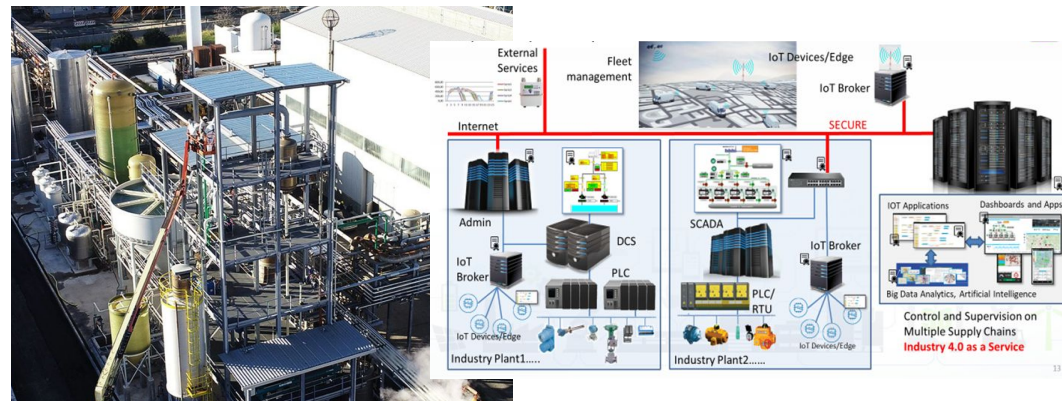 External
Services
Fleet
management
IoT Devices/Edge
IoT Broker
Internet
SECURE
Admin
DCS
IoT
Broker
PLC
IoT Devices/Edge
Industry Plant1.....
SCADA
IoT Broker
PLC/
RTU
IoT Devices/Edge
Industry Plant2......
IOT Applications
Dashboards and Apps
Big Data Analytics, Artificial Intelligence
Control and Supervision on
Multiple Supply Chains
Industry 4.0 as a Service
13